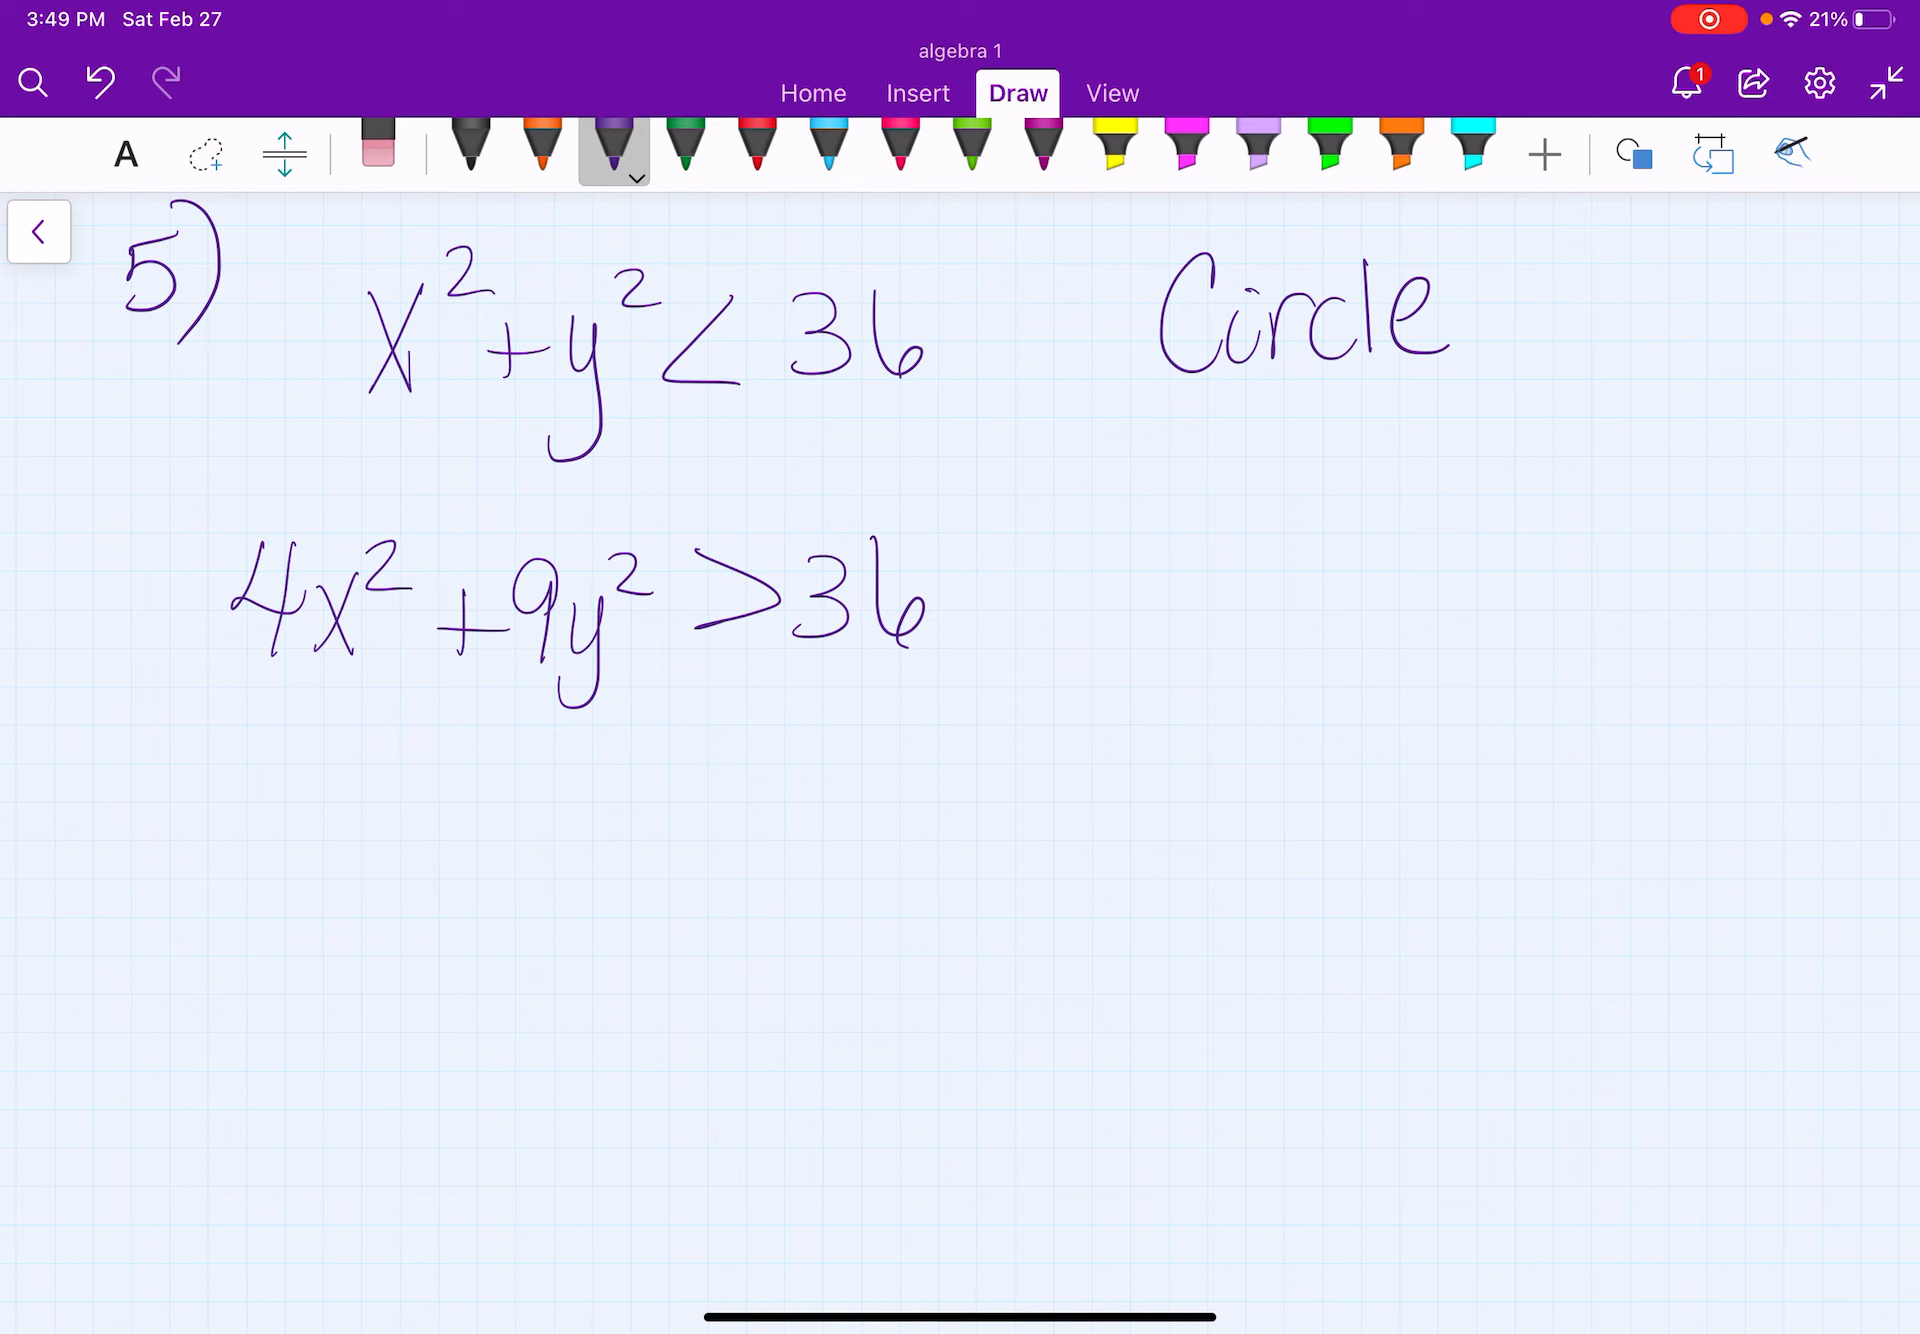 3:49 PM Sat Feb 27
21%
algebra 1
Home Insert Draw View
1
A
5) x² + y² < 36 Circle
4x² + 9y² > 36